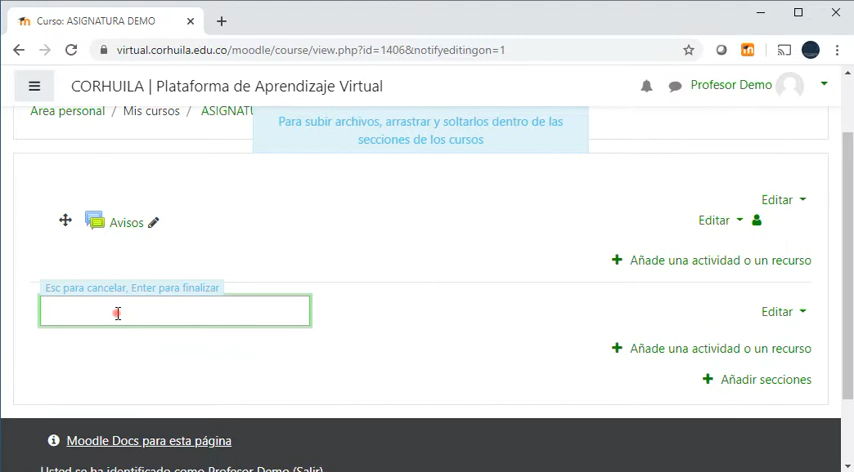 Curso: ASIGNATURA DEMO
virtual.corhuila.edu.co/moodle/course/view.php?id=1406&notifyeditingon=1
CORHUILA | Plataforma de Aprendizaje Virtual
Profesor Demo
Area personal / Mis cursos / ASIGNATU
Para subir archivos, arrastrar y soltarlos dentro de las
secciones de los cursos
Editar
Avisos
Editar
Añade una actividad o un recurso
Esc para cancelar, Enter para finalizar
Editar
Añade una actividad o un recurso
Añadir secciones
Moodle Docs para esta página
Usted se ha identificado como Profesor Demo (Salir)